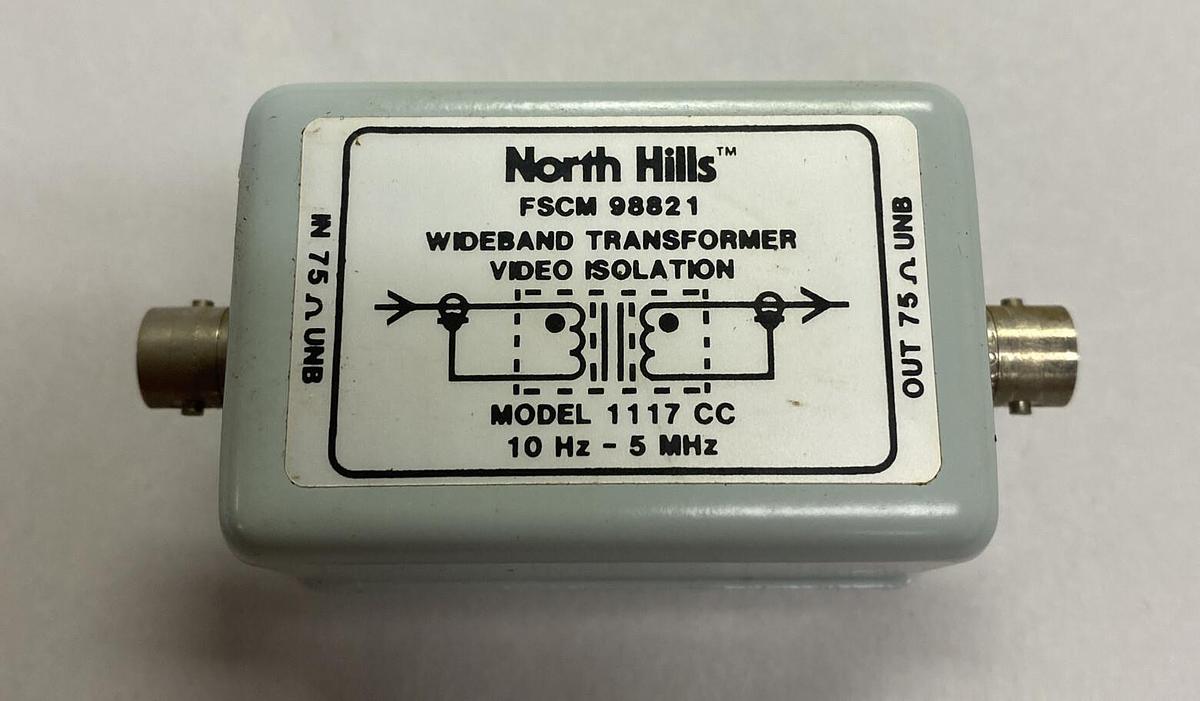 North Hills™
FSCM 98821
WIDEBAND TRANSFORMER
VIDEO ISOLATION
IN 75 Ω UNB
OUT 75 Ω UNB
MODEL 1117 CC
10 Hz - 5 MHz